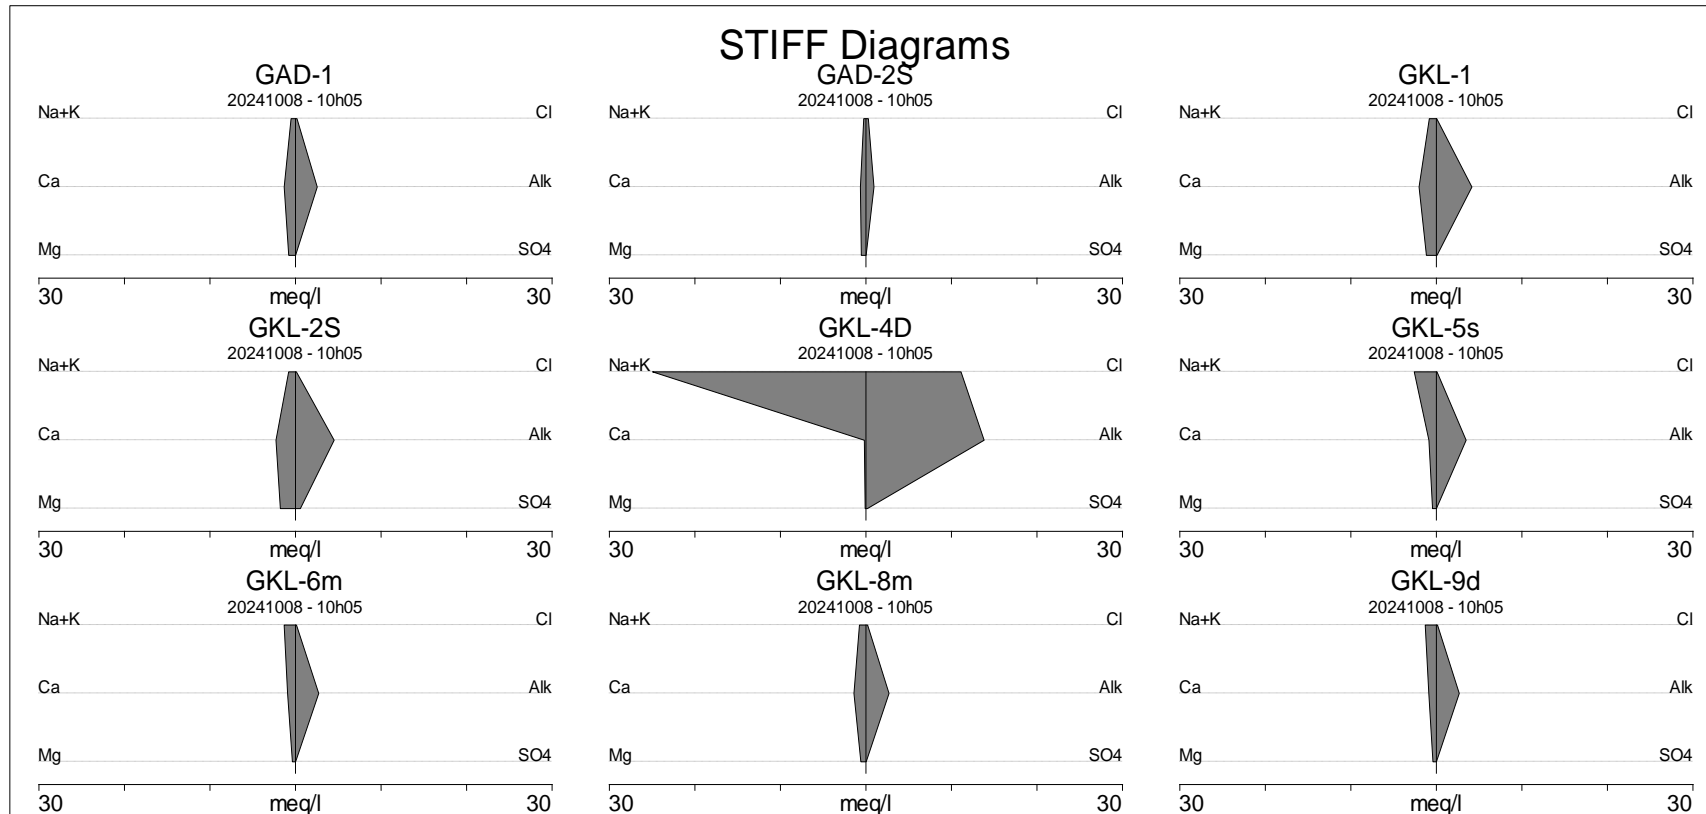 STIFF Diagrams
GAD-1 GAD-2S GKL-1
20241008 - 10h05 20241008 - 10h05 20241008 - 10h05
Na+K Cl Na+K Cl Na+K Cl
Ca Alk Ca Alk Ca Alk
Mg SO4 Mg SO4 Mg SO4
30 meq/l 30 30 meq/l 30 30 meq/l 30
GKL-2S GKL-4D GKL-5s
20241008 - 10h05 20241008 - 10h05 20241008 - 10h05
Na+K Cl Na+K Cl Na+K Cl
Ca Alk Ca Alk Ca Alk
Mg SO4 Mg SO4 Mg SO4
30 meq/l 30 30 meq/l 30 30 meq/l 30
GKL-6m GKL-8m GKL-9d
20241008 - 10h05 20241008 - 10h05 20241008 - 10h05
Na+K Cl Na+K Cl Na+K Cl
Ca Alk Ca Alk Ca Alk
Mg SO4 Mg SO4 Mg SO4
30 meq/l 30 30 meq/l 30 30 meq/l 30